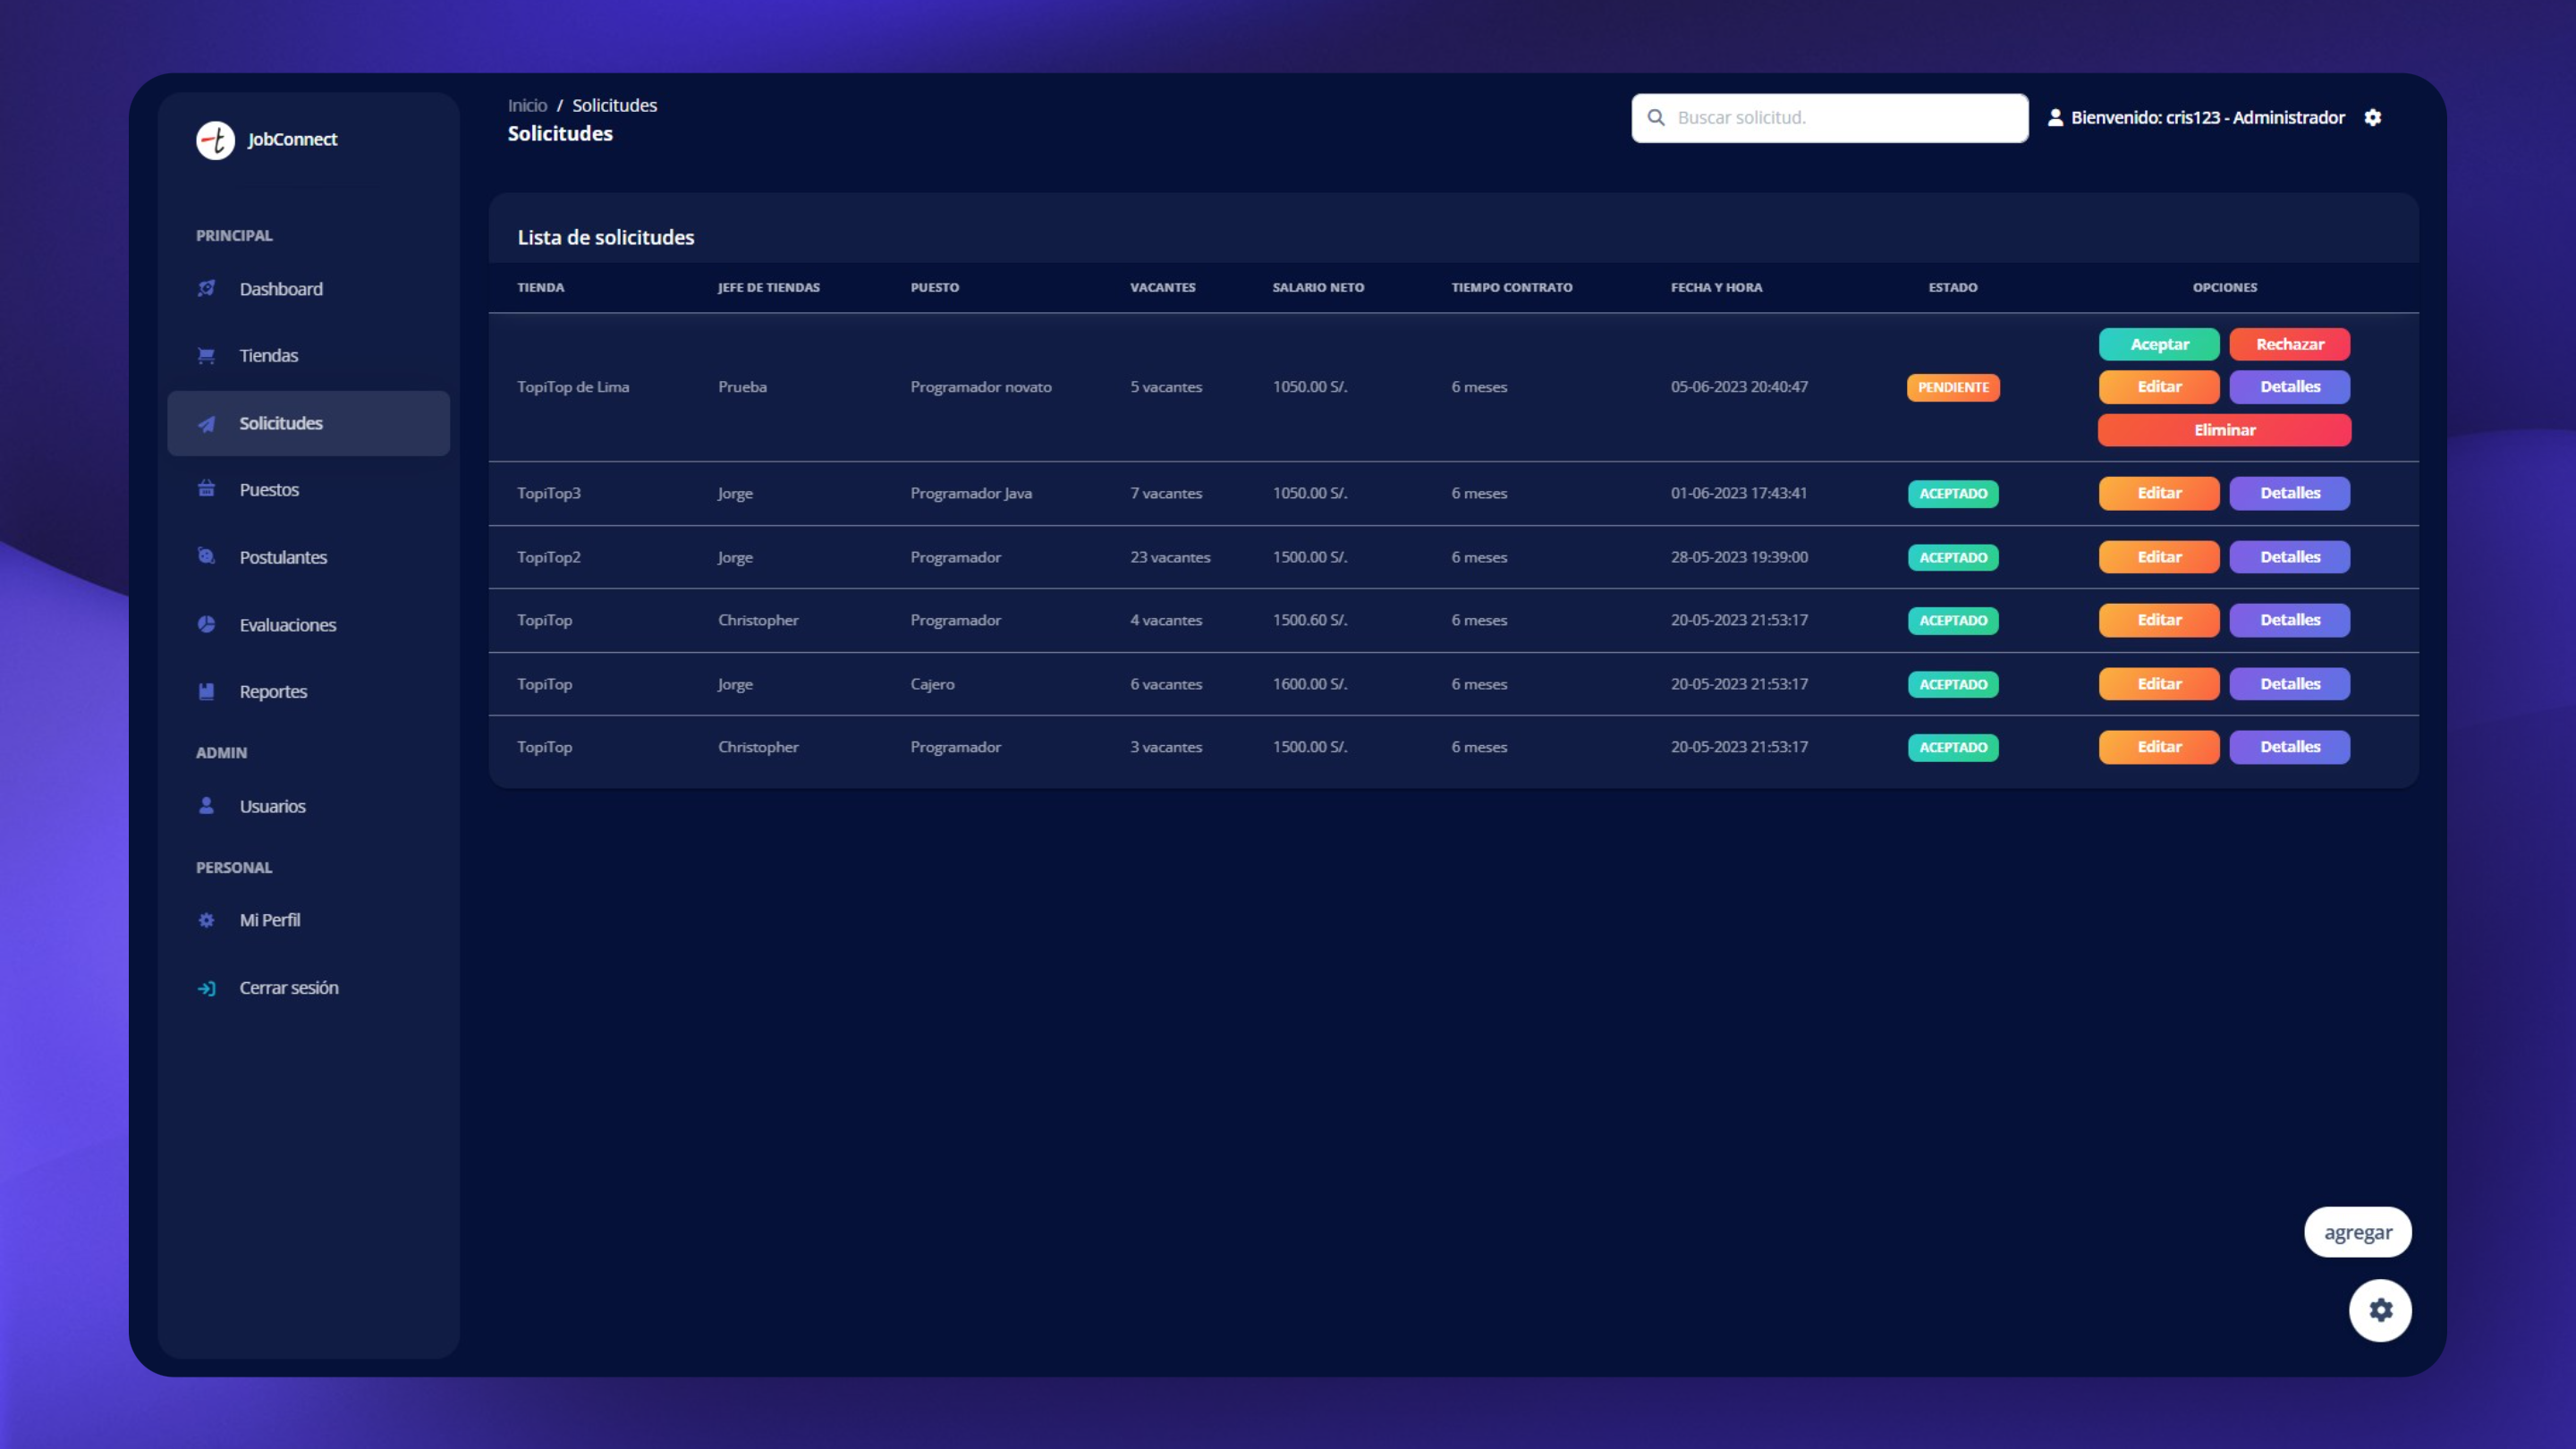 JobConnect
PRINCIPAL
Dashboard
Tiendas
Solicitudes
Puestos
Postulantes
Evaluaciones
Reportes
ADMIN
Usuarios
PERSONAL
Mi Perfil
Cerrar sesión
Inicio / Solicitudes
Solicitudes
Buscar solicitud.
Bienvenido: cris123 - Administrador
Lista de solicitudes
TIENDA JEFE DE TIENDAS PUESTO VACANTES SALARIO NETO TIEMPO CONTRATO FECHA Y HORA ESTADO OPCIONES
Aceptar Rechazar
TopiTop de Lima Prueba Programador novato 5 vacantes 1050.00 S/. 6 meses 05-06-2023 20:40:47 PENDIENTE Editar Detalles
Eliminar
TopiTop3 Jorge Programador Java 7 vacantes 1050.00 S/. 6 meses 01-06-2023 17:43:41 ACEPTADO Editar Detalles
TopiTop2 Jorge Programador 23 vacantes 1500.00 S/. 6 meses 28-05-2023 19:39:00 ACEPTADO Editar Detalles
TopiTop Christopher Programador 4 vacantes 1500.60 S/. 6 meses 20-05-2023 21:53:17 ACEPTADO Editar Detalles
TopiTop Jorge Cajero 6 vacantes 1600.00 S/. 6 meses 20-05-2023 21:53:17 ACEPTADO Editar Detalles
TopiTop Christopher Programador 3 vacantes 1500.00 S/. 6 meses 20-05-2023 21:53:17 ACEPTADO Editar Detalles
agregar